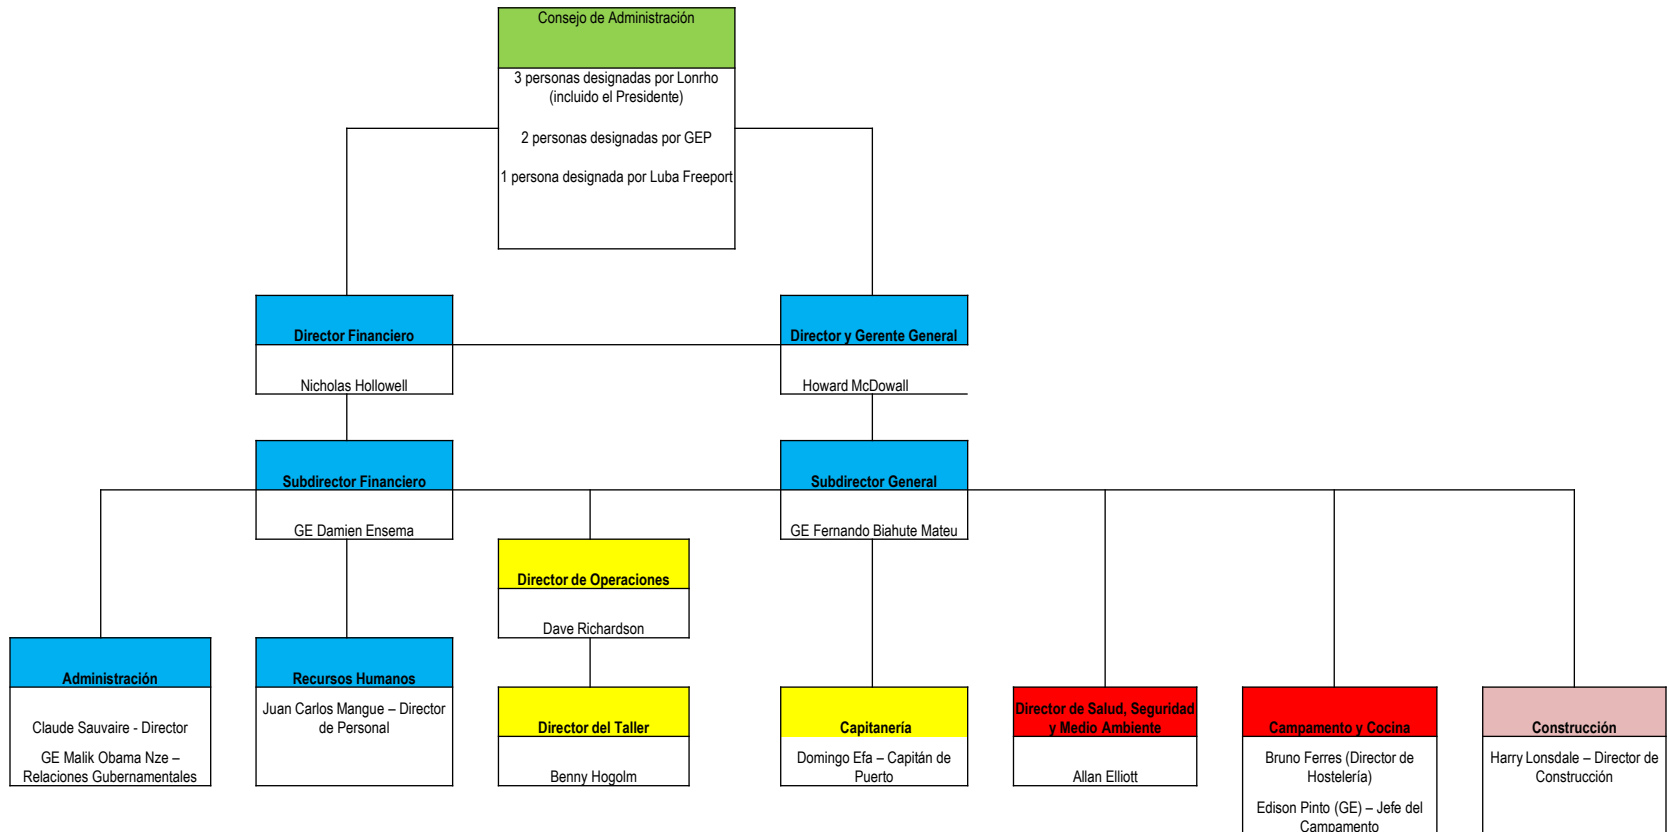 Consejo de Administración
3 personas designadas por Lonrho
(incluido el Presidente)
2 personas designadas por GEP
1 persona designada por Luba Freeport
Director Financiero
Nicholas Hollowell
Director y Gerente General
Howard McDowall
Subdirector Financiero
GE Damien Ensema
Subdirector General
GE Fernando Biahute Mateu
Director de Operaciones
Dave Richardson
Administración
Claude Sauvaire - Director
GE Malik Obama Nze –
Relaciones Gubernamentales
Recursos Humanos
Juan Carlos Mangue – Director
de Personal
Director del Taller
Benny Hogolm
Capitanería
Domingo Efa – Capitán de
Puerto
Director de Salud, Seguridad
y Medio Ambiente
Allan Elliott
Campamento y Cocina
Bruno Ferres (Director de
Hostelería)
Edison Pinto (GE) – Jefe del
Campamento
Construcción
Harry Lonsdale – Director de
Construcción